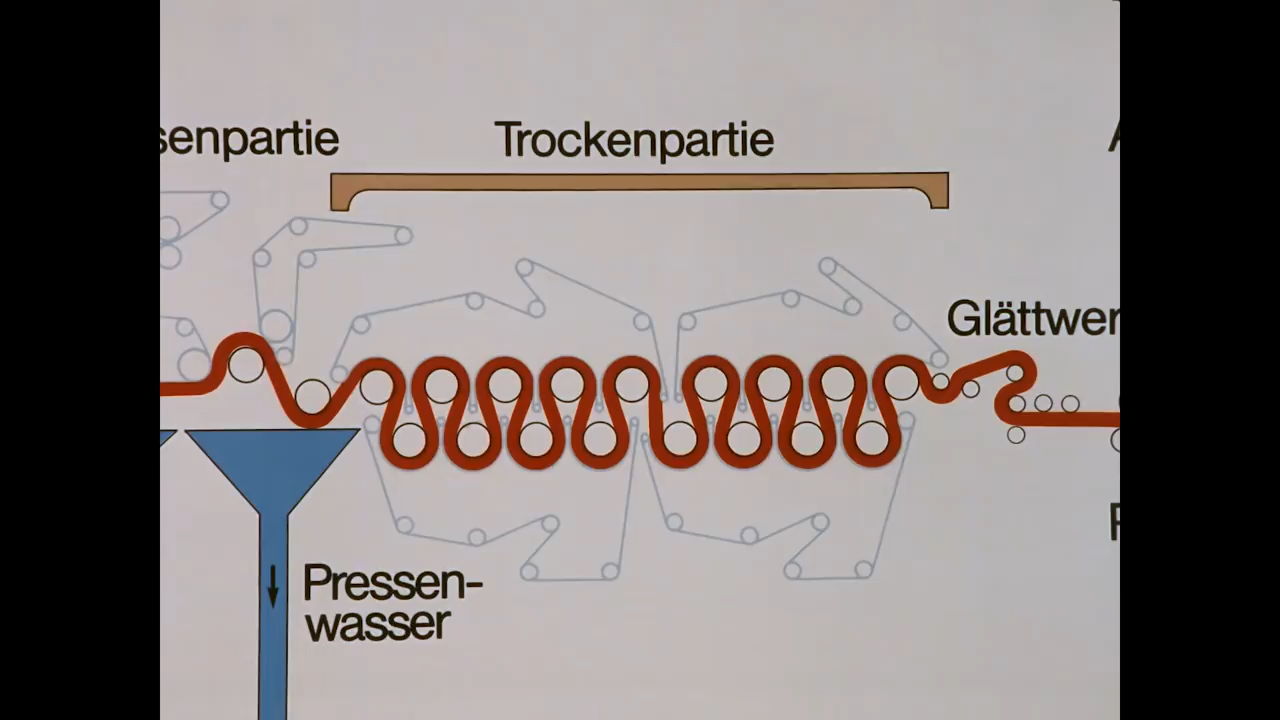 senpartie
Trockenpartie
Glättwer
Pressen-
wasser